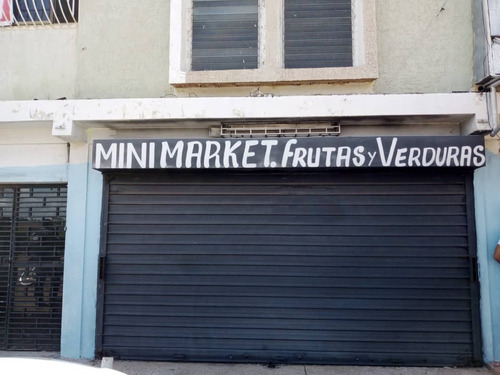 MINI MARKET. FRUTAS Y VERDURAS